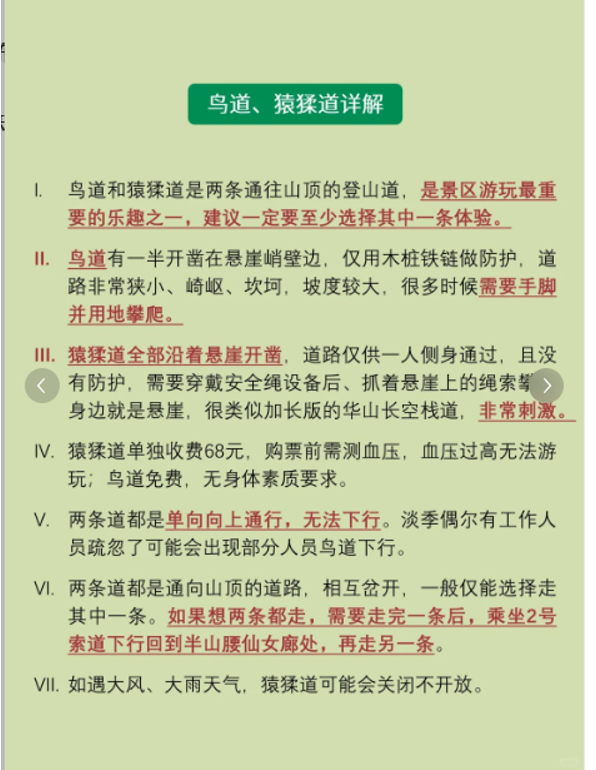 鸟道、猿猱道详解
I. 鸟道和猿猱道是两条通往山顶的登山道，是景区游玩最重
要的乐趣之一，建议一定要至少选择其中一条体验。
II. 鸟道有一半开凿在悬崖峭壁边，仅用木桩铁链做防护，道
路非常狭小、崎岖、坎坷，坡度较大，很多时候需要手脚
并用地攀爬。
III. 猿猱道全部沿着悬崖开凿，道路仅供一人侧身通过，且没
有防护，需要穿戴安全绳设备后、抓着悬崖上的绳索攀
身边就是悬崖，很类似加长版的华山长空栈道，非常刺激。
IV. 猿猱道单独收费68元，购票前需测血压，血压过高无法游
玩；鸟道免费，无身体素质要求。
V. 两条道都是单向向上通行，无法下行。淡季偶尔有工作人
员疏忽了可能会出现部分人员鸟道下行。
VI. 两条道都是通向山顶的道路，相互岔开，一般仅能选择走
其中一条。如果想两条都走，需要走完一条后，乘坐2号
索道下行回到半山腰仙女廊处，再走另一条。
VII. 如遇大风、大雨天气，猿猱道可能会关闭不开放。